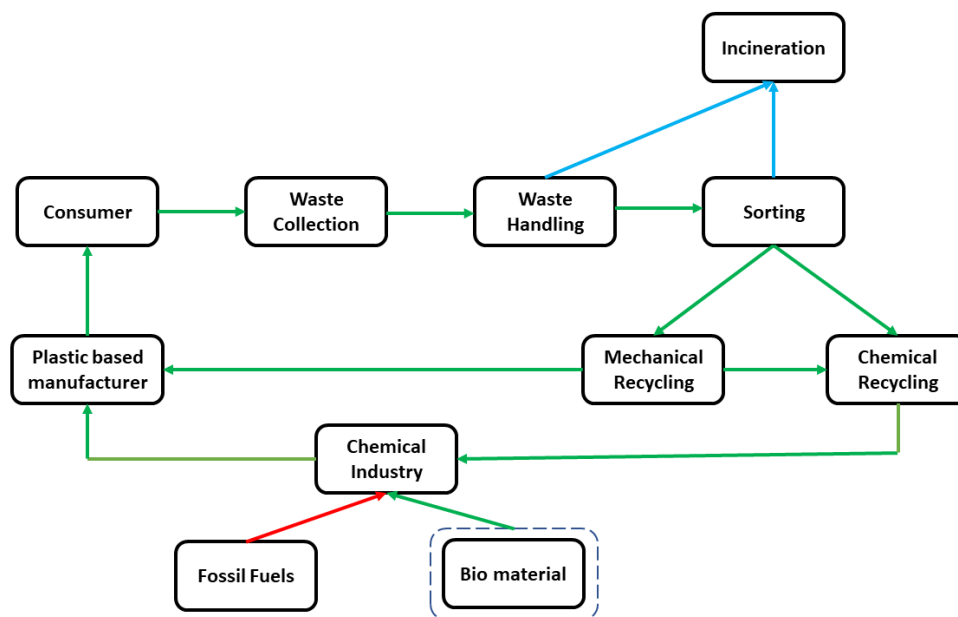 Incineration
Consumer
Waste
Collection
Waste
Handling
Sorting
Plastic based
manufacturer
Mechanical
Recycling
Chemical
Recycling
Chemical
Industry
Fossil Fuels
Bio material